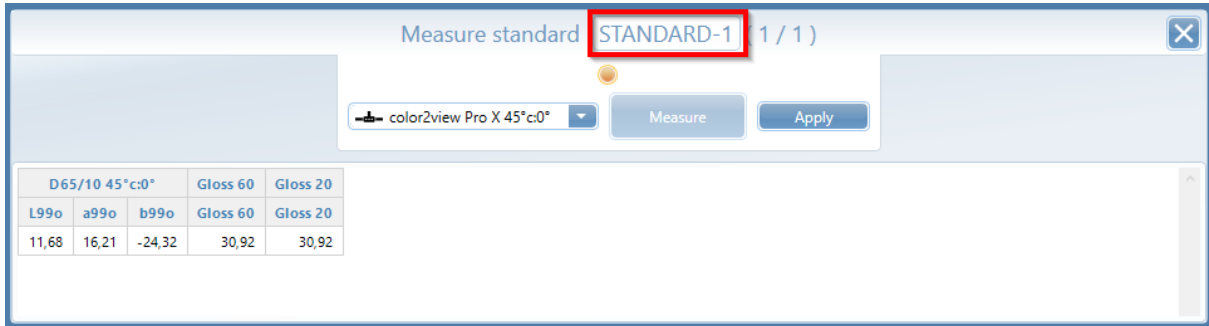 Measure standard STANDARD-1 ( 1 / 1 )
color2view Pro X 45°c:0° Measure Apply
D65/10 45°c:0° Gloss 60 Gloss 20
L99o a99o b99o Gloss 60 Gloss 20
11,68 16,21 -24,32 30,92 30,92